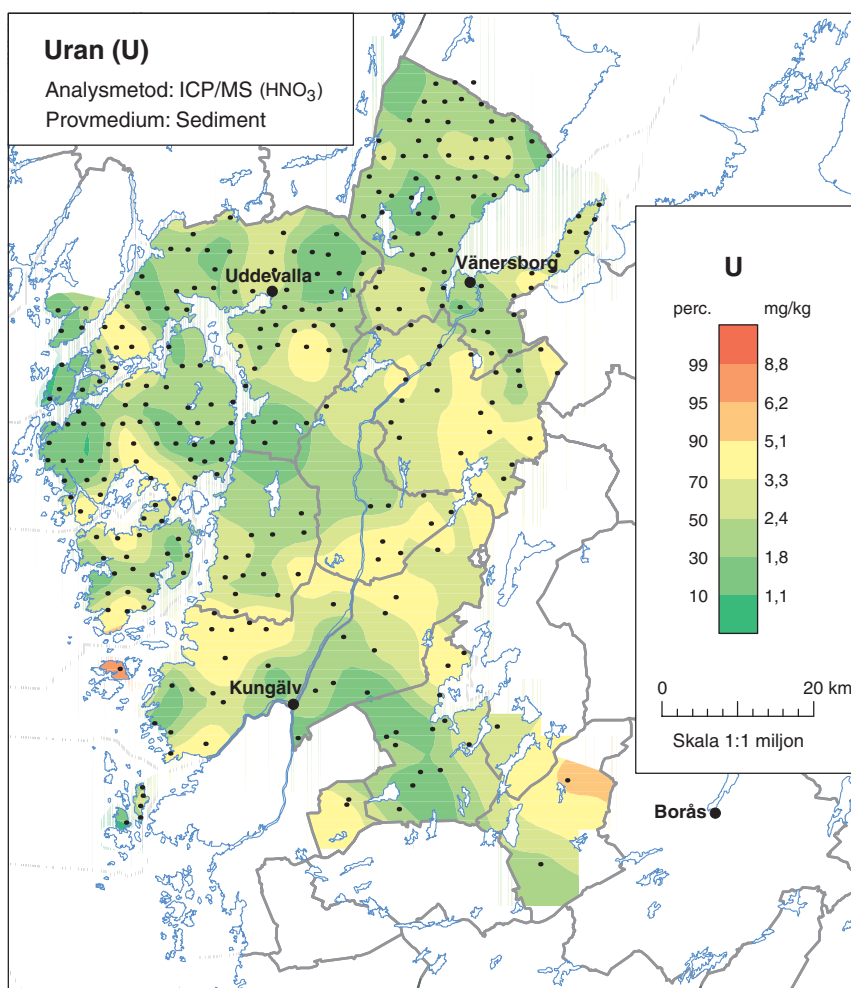 Uran (U)
Analysmetod: ICP/MS (HNO3)
Provmedium: Sediment
Vänersborg
Uddevalla
Kungälv
Borås
U
perc. mg/kg
99 8,8
95 6,2
90 5,1
70 3,3
50 2,4
30 1,8
10 1,1
0 20 km
Skala 1:1 miljon